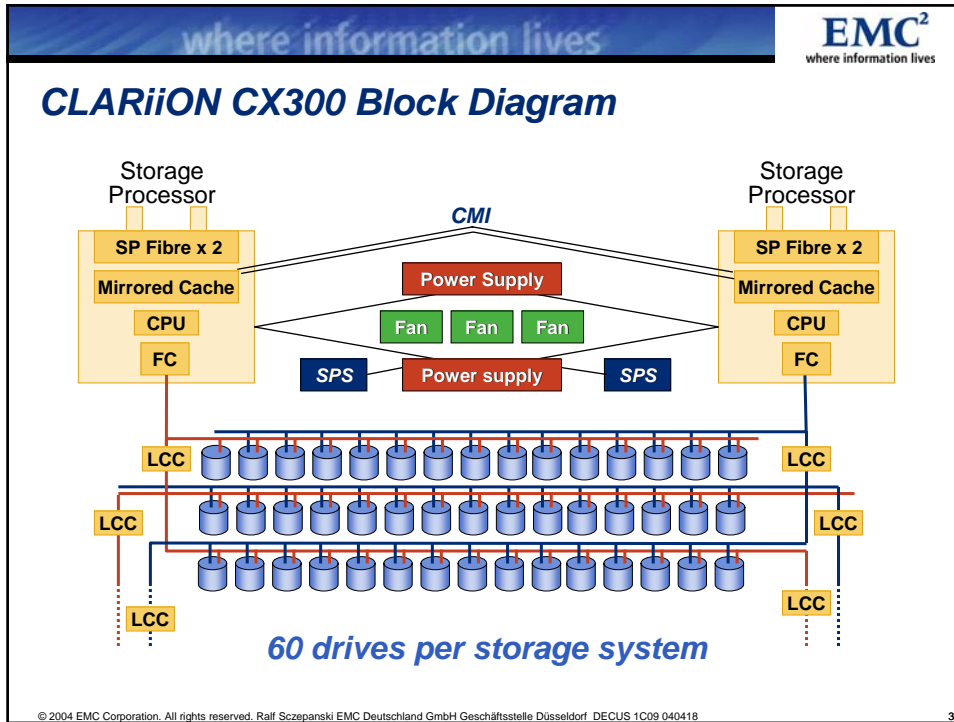 where information lives
EMC²
where information lives
CLARiiON CX300 Block Diagram
Storage
Processor
Storage
Processor
CMI
SP Fibre x 2
SP Fibre x 2
Mirrored Cache
Power Supply
Mirrored Cache
CPU
Fan
Fan
Fan
CPU
FC
SPS
Power supply
SPS
FC
LCC
LCC
LCC
LCC
LCC
LCC
60 drives per storage system
© 2004 EMC Corporation. All rights reserved. Ralf Sczepanski EMC Deutschland GmbH Geschäftsstelle Düsseldorf DECUS 1C09 040418
3